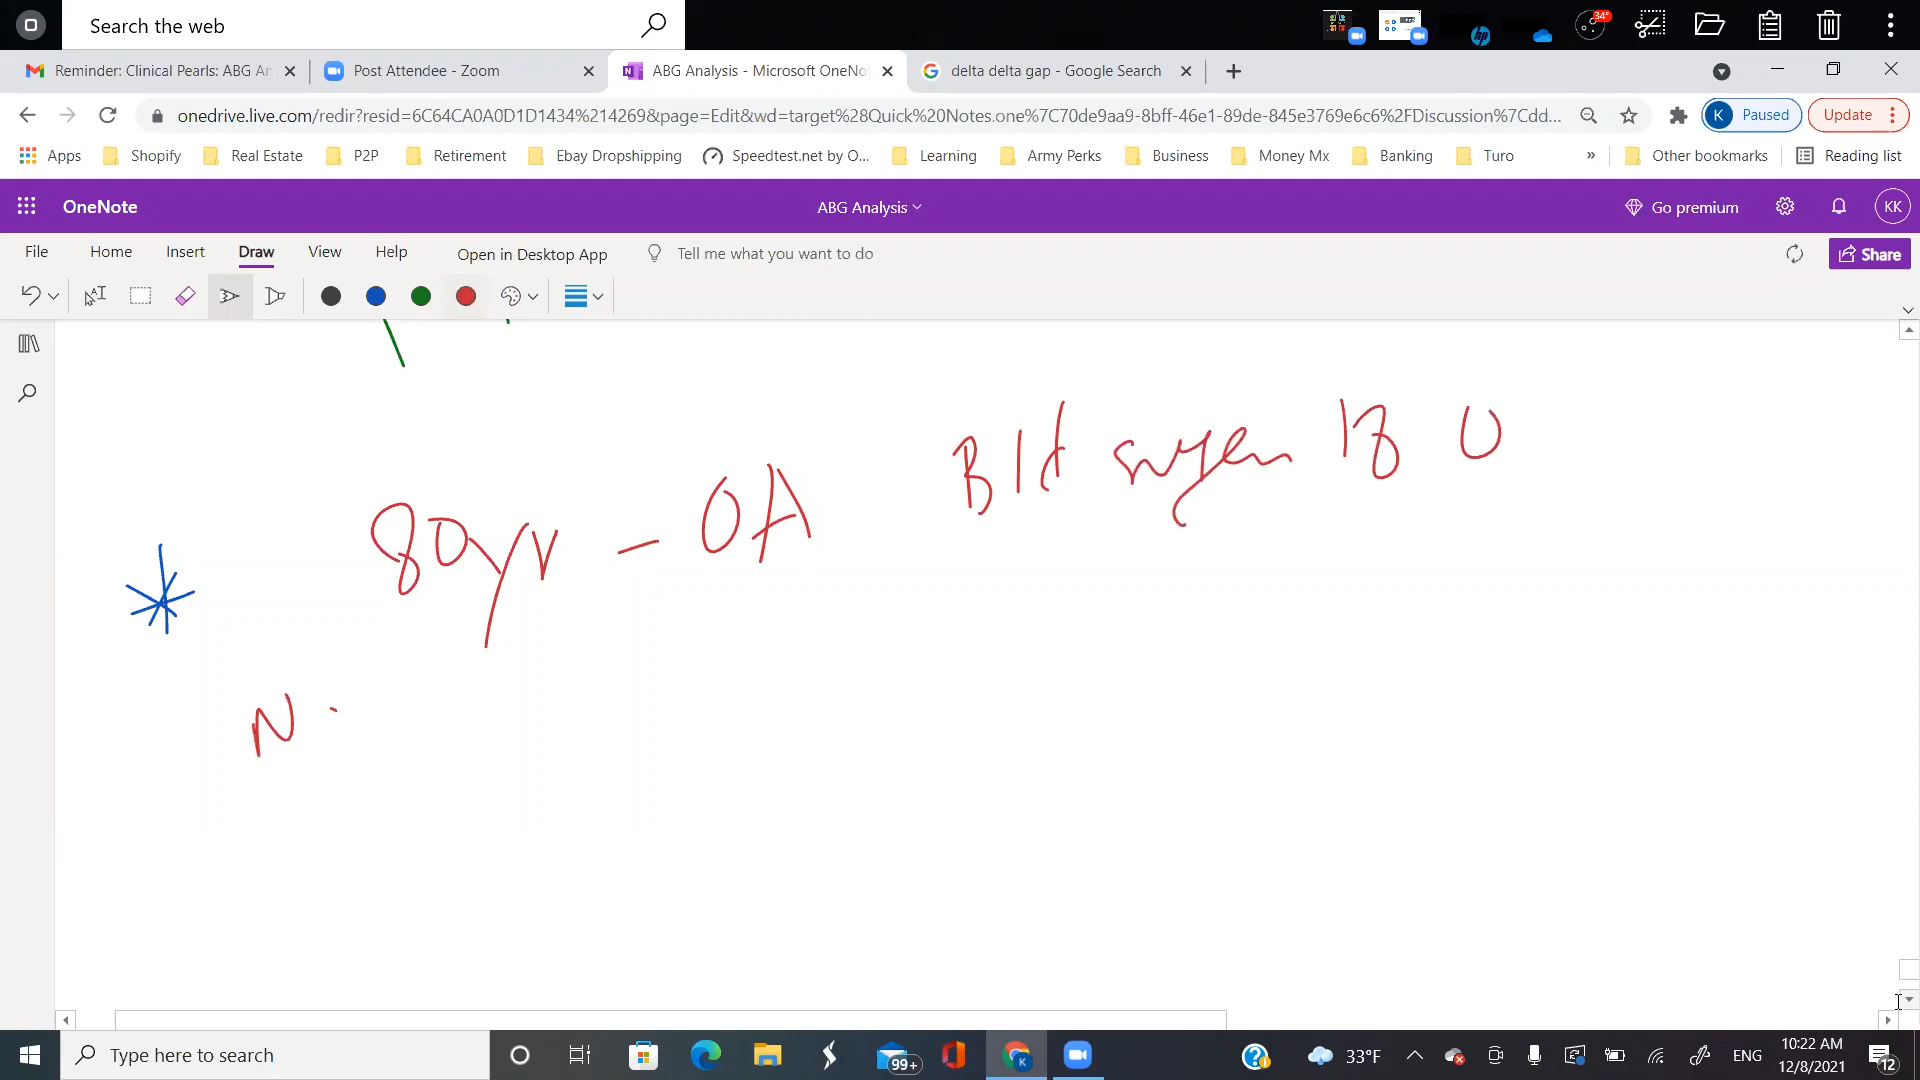 Search the web
34°
Reminder: Clinical Pearls: ABG An
Post Attendee - Zoom
ABG Analysis - Microsoft OneNo
delta delta gap - Google Search
onedrive.live.com/redir?resid=6C64CA0A0D1D1434%214269&page=Edit&wd=target%28Quick%20Notes.one%7C70de9aa9-8bff-46e1-89de-845e3769e6c6%2FDiscussion%7Cdd...
K Paused
Update
Apps Shopify Real Estate P2P Retirement Ebay Dropshipping Speedtest.net by O... Learning Army Perks Business Money Mx Banking Turo » Other bookmarks Reading list
OneNote ABG Analysis Go premium KK
File Home Insert Draw View Help Open in Desktop App Tell me what you want to do Share
80yr - OA
N
Type here to search 99+ 33°F ENG 10:22 AM
12/8/2021 12